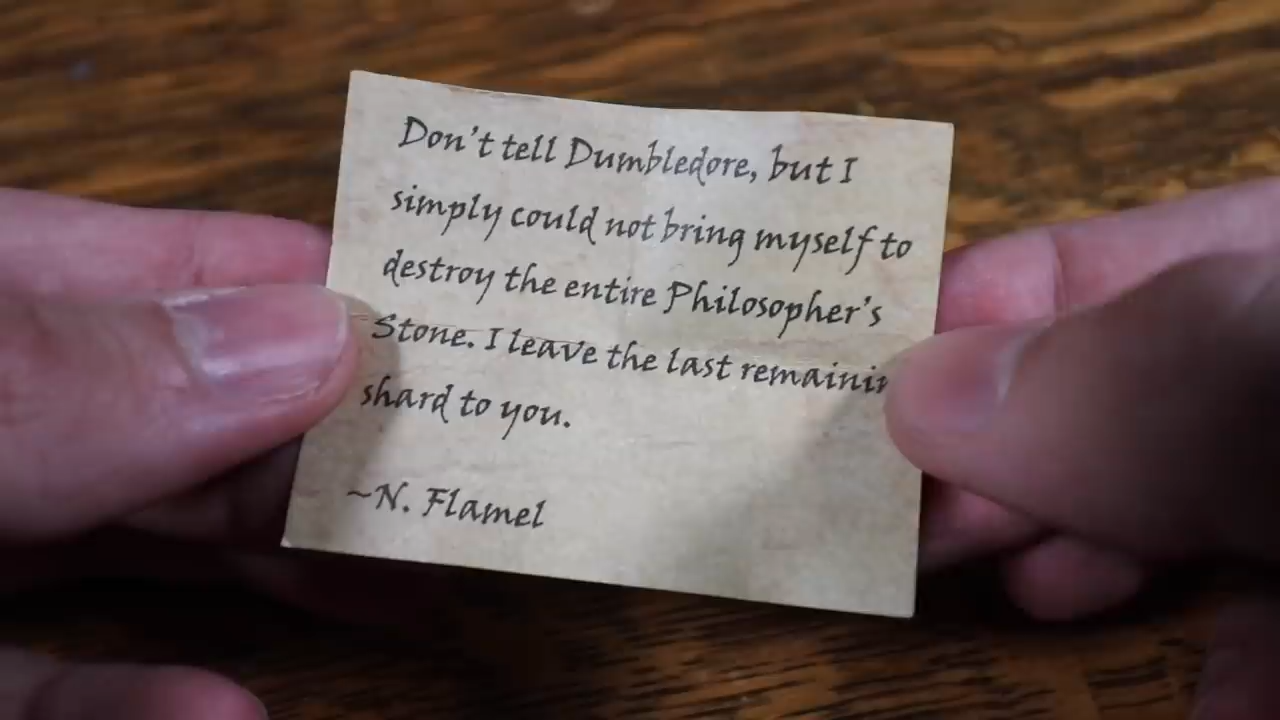 Don't tell Dumbledore, but I
simply could not bring myself to
destroy the entire Philosopher's
Stone. I leave the last remainin
shard to you.
~N. Flamel